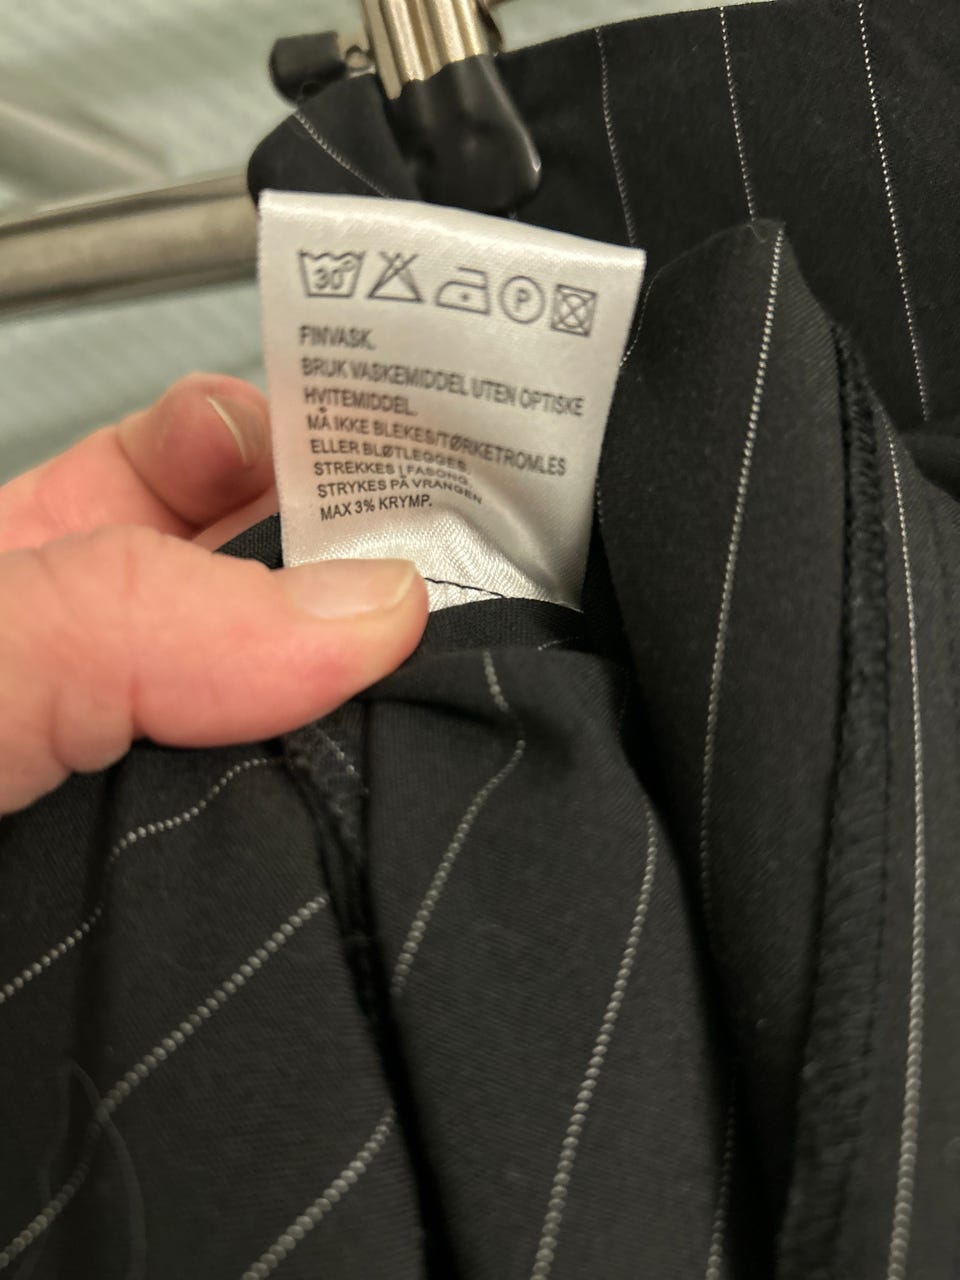 30° P
FINVASK.
BRUK VASKEMIDDEL UTEN OPTISKE
HVITEMIDDEL.
MÅ IKKE BLEKES/TØRKETROMLES
ELLER BLØTLEGGES.
STREKKES I FASONG.
STRYKES PÅ VRANGEN
MAX 3% KRYMP.